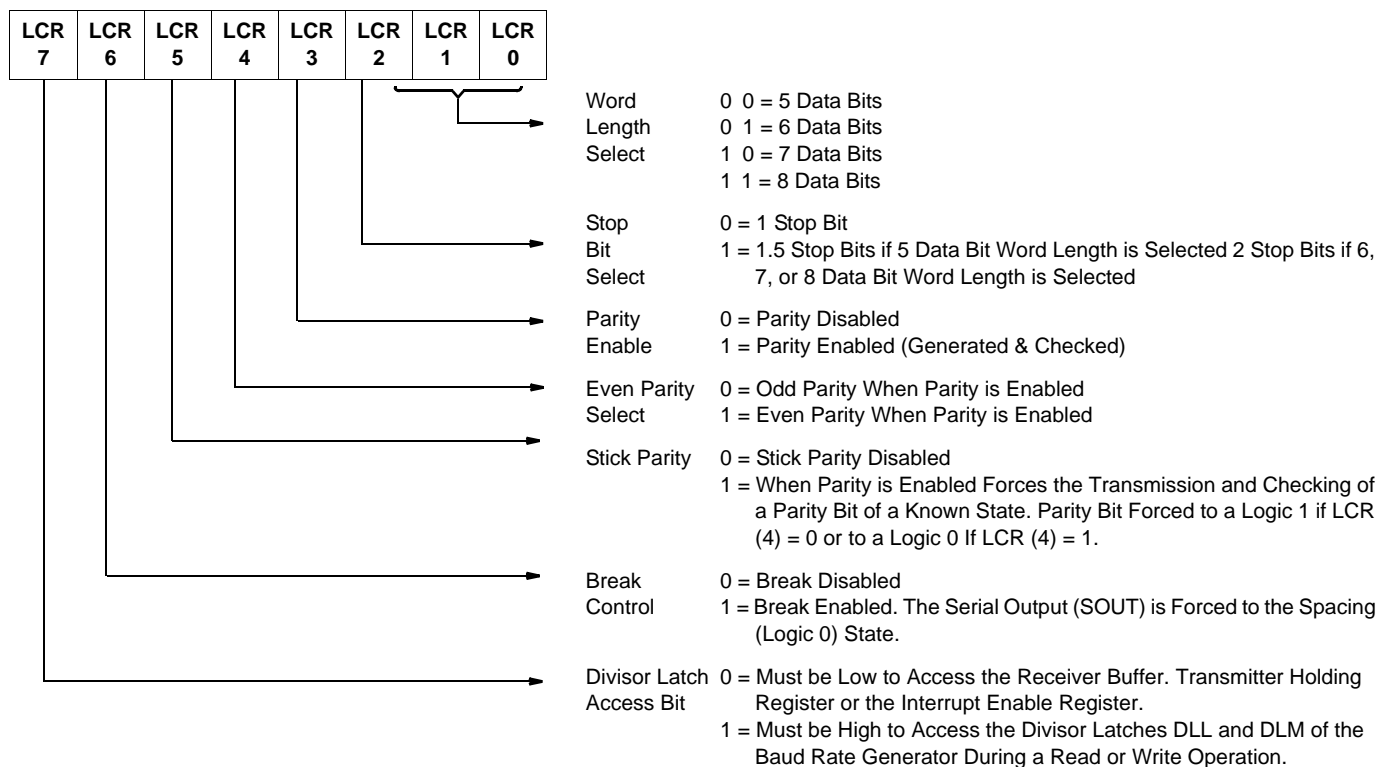 LCR LCR LCR LCR LCR LCR LCR LCR
7 6 5 4 3 2 1 0
Word 0 0 = 5 Data Bits
Length 0 1 = 6 Data Bits
Select 1 0 = 7 Data Bits
1 1 = 8 Data Bits
Stop 0 = 1 Stop Bit
Bit 1 = 1.5 Stop Bits if 5 Data Bit Word Length is Selected 2 Stop Bits if 6,
Select 7, or 8 Data Bit Word Length is Selected
Parity 0 = Parity Disabled
Enable 1 = Parity Enabled (Generated & Checked)
Even Parity 0 = Odd Parity When Parity is Enabled
Select 1 = Even Parity When Parity is Enabled
Stick Parity 0 = Stick Parity Disabled
1 = When Parity is Enabled Forces the Transmission and Checking of
a Parity Bit of a Known State. Parity Bit Forced to a Logic 1 if LCR
(4) = 0 or to a Logic 0 If LCR (4) = 1.
Break 0 = Break Disabled
Control 1 = Break Enabled. The Serial Output (SOUT) is Forced to the Spacing
(Logic 0) State.
Divisor Latch 0 = Must be Low to Access the Receiver Buffer. Transmitter Holding
Access Bit Register or the Interrupt Enable Register.
1 = Must be High to Access the Divisor Latches DLL and DLM of the
Baud Rate Generator During a Read or Write Operation.